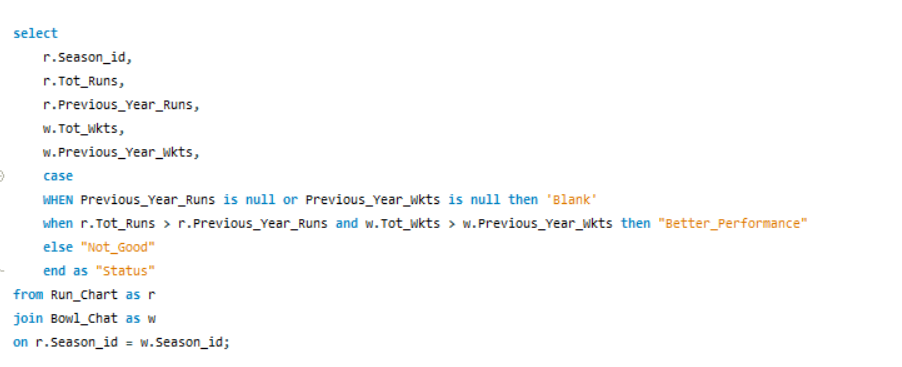 select
r.Season_id,
r.Tot_Runs,
r.Previous_Year_Runs,
w.Tot_Wkts,
w.Previous_Year_Wkts,
case
WHEN Previous_Year_Runs is null or Previous_Year_Wkts is null then 'Blank'
when r.Tot_Runs > r.Previous_Year_Runs and w.Tot_Wkts > w.Previous_Year_Wkts then "Better_Performance"
else "Not_Good"
end as "Status"
from Run_Chart as r
join Bowl_Chat as w
on r.Season_id = w.Season_id;